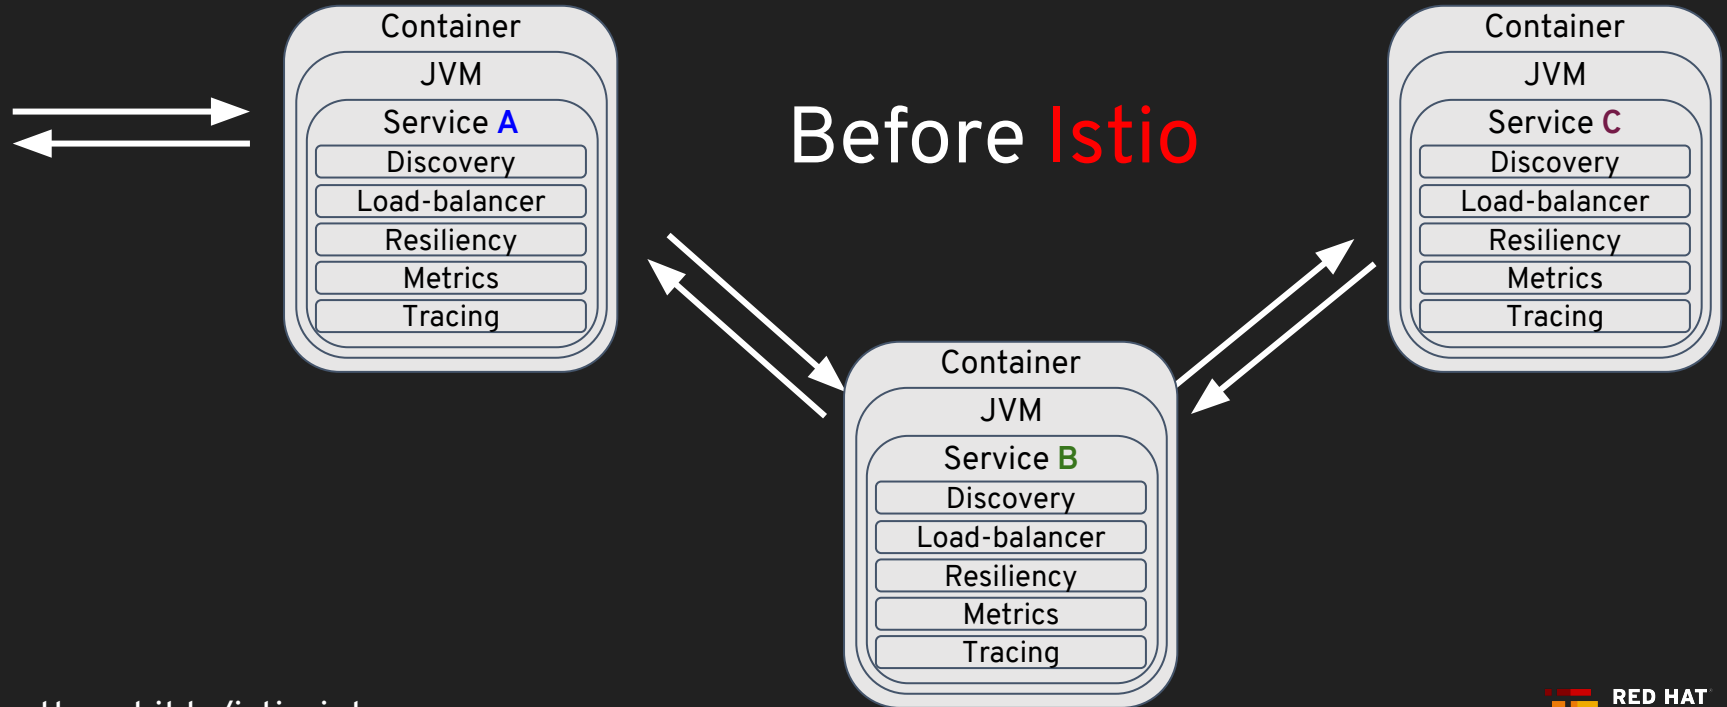 Container
JVM
Service A
Discovery
Load-balancer
Resiliency
Metrics
Tracing
Before Istio
Container
JVM
Service B
Discovery
Load-balancer
Resiliency
Metrics
Tracing
Container
JVM
Service C
Discovery
Load-balancer
Resiliency
Metrics
Tracing
RED HAT